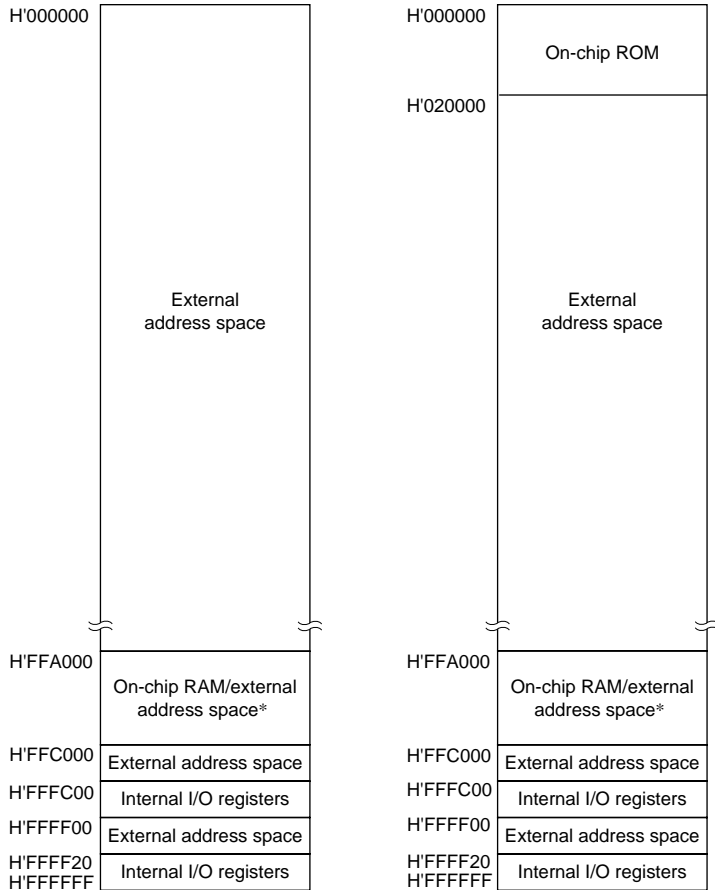 H'000000
External
address space
H'FFA000
On-chip RAM/external
address space*
H'FFC000
External address space
H'FFFC00
Internal I/O registers
H'FFFF00
External address space
H'FFFF20
Internal I/O registers
H'FFFFFF
H'000000
On-chip ROM
H'020000
External
address space
H'FFA000
On-chip RAM/external
address space*
H'FFC000
External address space
H'FFFC00
Internal I/O registers
H'FFFF00
External address space
H'FFFF20
Internal I/O registers
H'FFFFFF